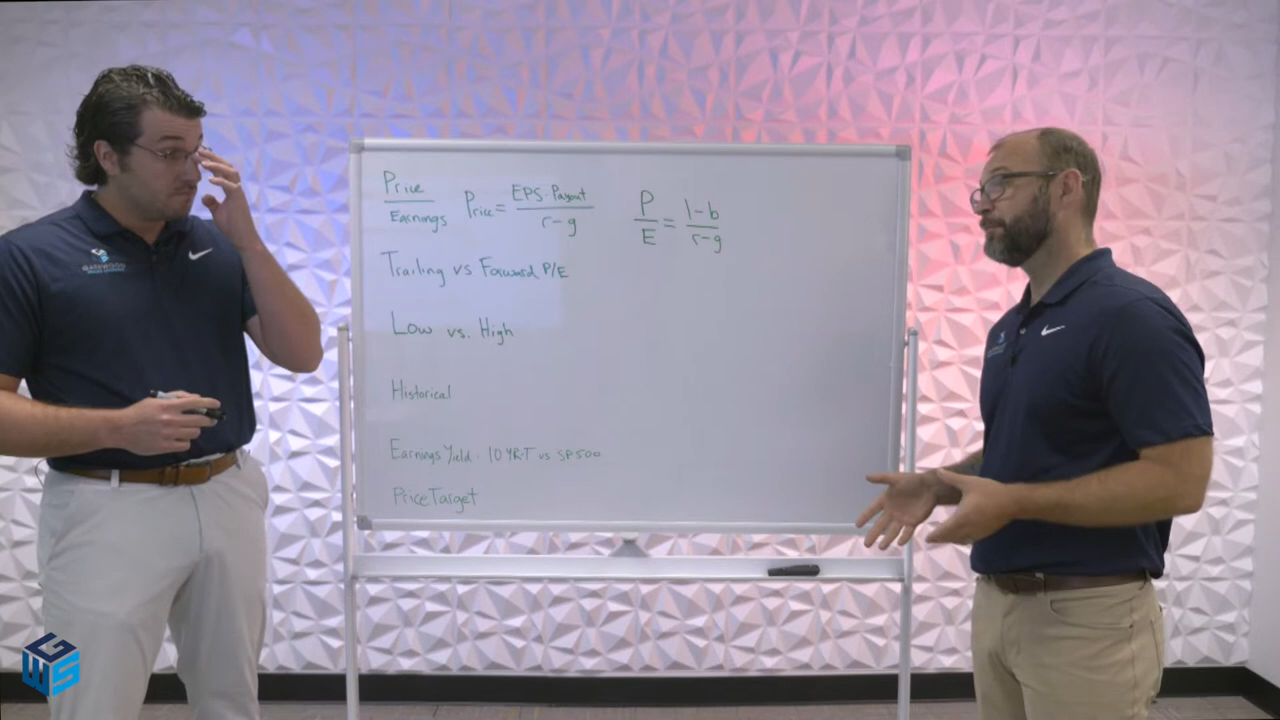 Price
Earnings
Price = EPS · Payout
r - g
P
E
= 1 - b
r - g
Trailing vs Forward P/E
Low vs. High
Historical
Earnings Yield · 10 YR-T vs SP500
Price Target
GWS